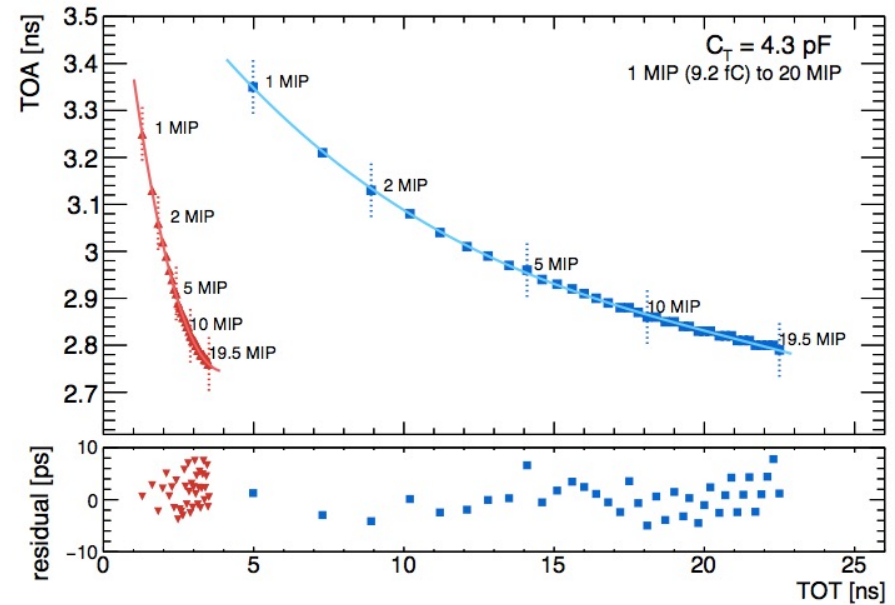 TOA [ns]
3.5
3.4
3.3
3.2
3.1
3
2.9
2.8
2.7
C_T = 4.3 pF
1 MIP (9.2 fC) to 20 MIP
1 MIP
2 MIP
5 MIP
10 MIP
19.5 MIP
1 MIP
2 MIP
5 MIP
10 MIP
19.5 MIP
residual [ps]
10
0
−10
0 5 10 15 20 25
TOT [ns]